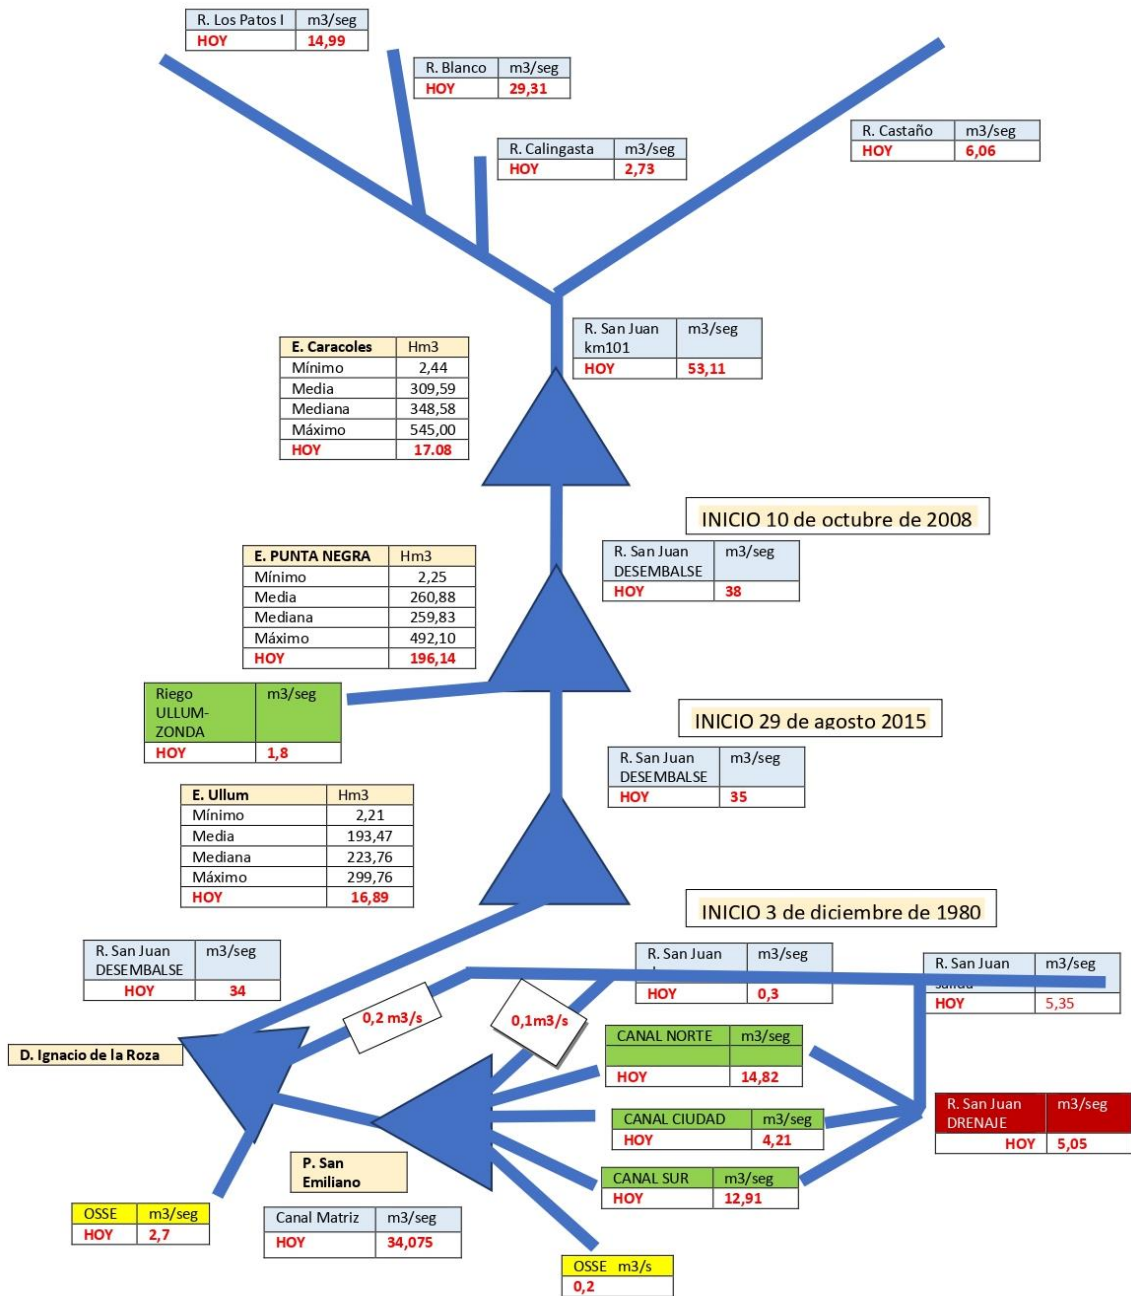 R. Los Patos I m3/seg
HOY 14,99
R. Blanco m3/seg
HOY 29,31
R. Calingasta m3/seg
HOY 2,73
R. Castaño m3/seg
HOY 6,06
R. San Juan m3/seg
km101
HOY 53,11
E. Caracoles Hm3
Mínimo 2,44
Media 309,59
Mediana 348,58
Máximo 545,00
HOY 17.08
INICIO 10 de octubre de 2008
R. San Juan m3/seg
DESEMBALSE
HOY 38
E. PUNTA NEGRA Hm3
Mínimo 2,25
Media 260,88
Mediana 259,83
Máximo 492,10
HOY 196,14
Riego m3/seg
ULLUM-
ZONDA
HOY 1,8
INICIO 29 de agosto 2015
R. San Juan m3/seg
DESEMBALSE
HOY 35
E. Ullum Hm3
Mínimo 2,21
Media 193,47
Mediana 223,76
Máximo 299,76
HOY 16,89
INICIO 3 de diciembre de 1980
R. San Juan m3/seg
DESEMBALSE
HOY 34
R. San Juan m3/seg
HOY 0,3
R. San Juan m3/seg
salida
HOY 5,35
0,2 m3/s
0,1m3/s
D. Ignacio de la Roza
CANAL NORTE m3/seg
HOY 14,82
CANAL CIUDAD m3/seg
HOY 4,21
CANAL SUR m3/seg
HOY 12,91
R. San Juan m3/seg
DRENAJE
HOY 5,05
P. San
Emiliano
OSSE m3/seg
HOY 2,7
Canal Matriz m3/seg
HOY 34,075
OSSE m3/s
0,2